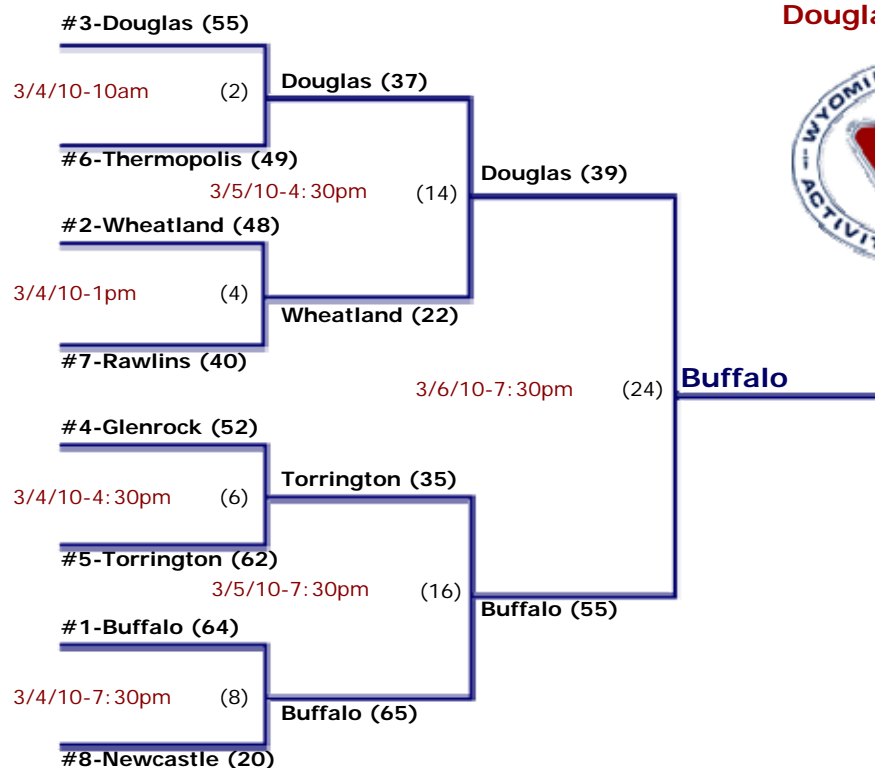 #3-Douglas (55)
3/4/10-10am (2)
Douglas (37)
#6-Thermopolis (49)
3/5/10-4:30pm (14)
Douglas (39)
#2-Wheatland (48)
3/4/10-1pm (4)
Wheatland (22)
#7-Rawlins (40)
3/6/10-7:30pm (24)
Buffalo
#4-Glenrock (52)
Torrington (35)
3/4/10-4:30pm (6)
#5-Torrington (62)
3/5/10-7:30pm (16)
Buffalo (55)
#1-Buffalo (64)
3/4/10-7:30pm (8)
Buffalo (65)
#8-Newcastle (20)